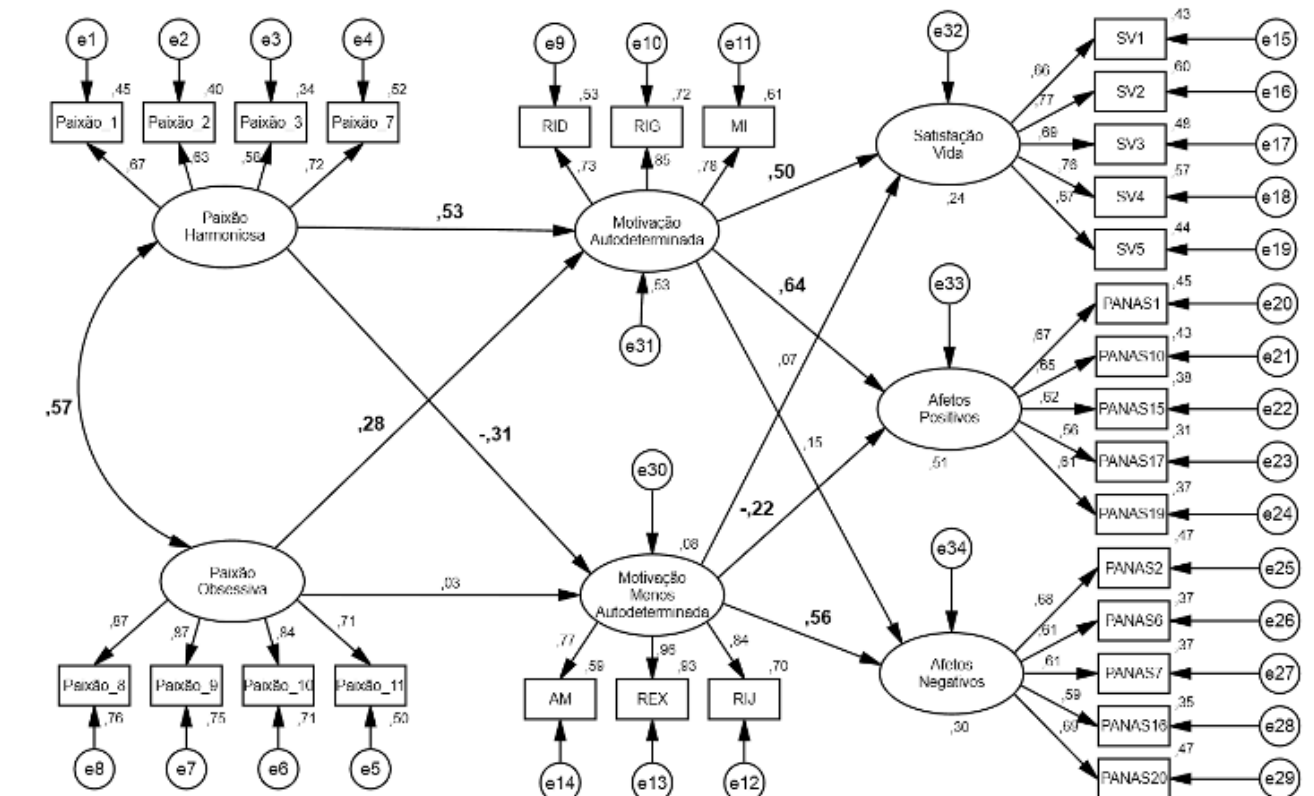 e1
e2
e3
e4
,45
,40
,34
,52
Paixão_1
Paixão_2
Paixão_3
Paixão_7
,67
,63
,72
Paixão
Harmoniosa
e9
e10
e11
,53
,72
,61
RID
RIG
MI
,73
,85
,78
Motivação
Autodeterminada
,53
e31
e32
Satisfação
Vida
,24
,43
SV1
e15
,66
,60
SV2
e16
,77
,48
SV3
e17
,69
,57
SV4
e18
,76
,44
SV5
e19
,67
,53
,50
,64
,07
,15
,57
,28
-,31
,03
-,22
,56
e33
Afetos
Positivos
,51
,45
PANAS1
e20
,67
,43
PANAS10
e21
,65
,38
PANAS15
e22
,62
,31
PANAS17
e23
,56
,37
PANAS19
e24
,61
Paixão
Obsessiva
,87
,87
,84
,71
Paixão_8
Paixão_9
Paixão_10
Paixão_11
,76
,75
,71
,50
e8
e7
e6
e5
e30
,08
Motivação
Menos
Autodeterminada
,77
,96
,84
,59
,93
,70
AM
REX
RIJ
e14
e13
e12
e34
Afetos
Negativos
,30
,47
PANAS2
e25
,68
,37
PANAS6
e26
,61
,37
PANAS7
e27
,61
,35
PANAS16
e28
,59
,47
PANAS20
e29
,69